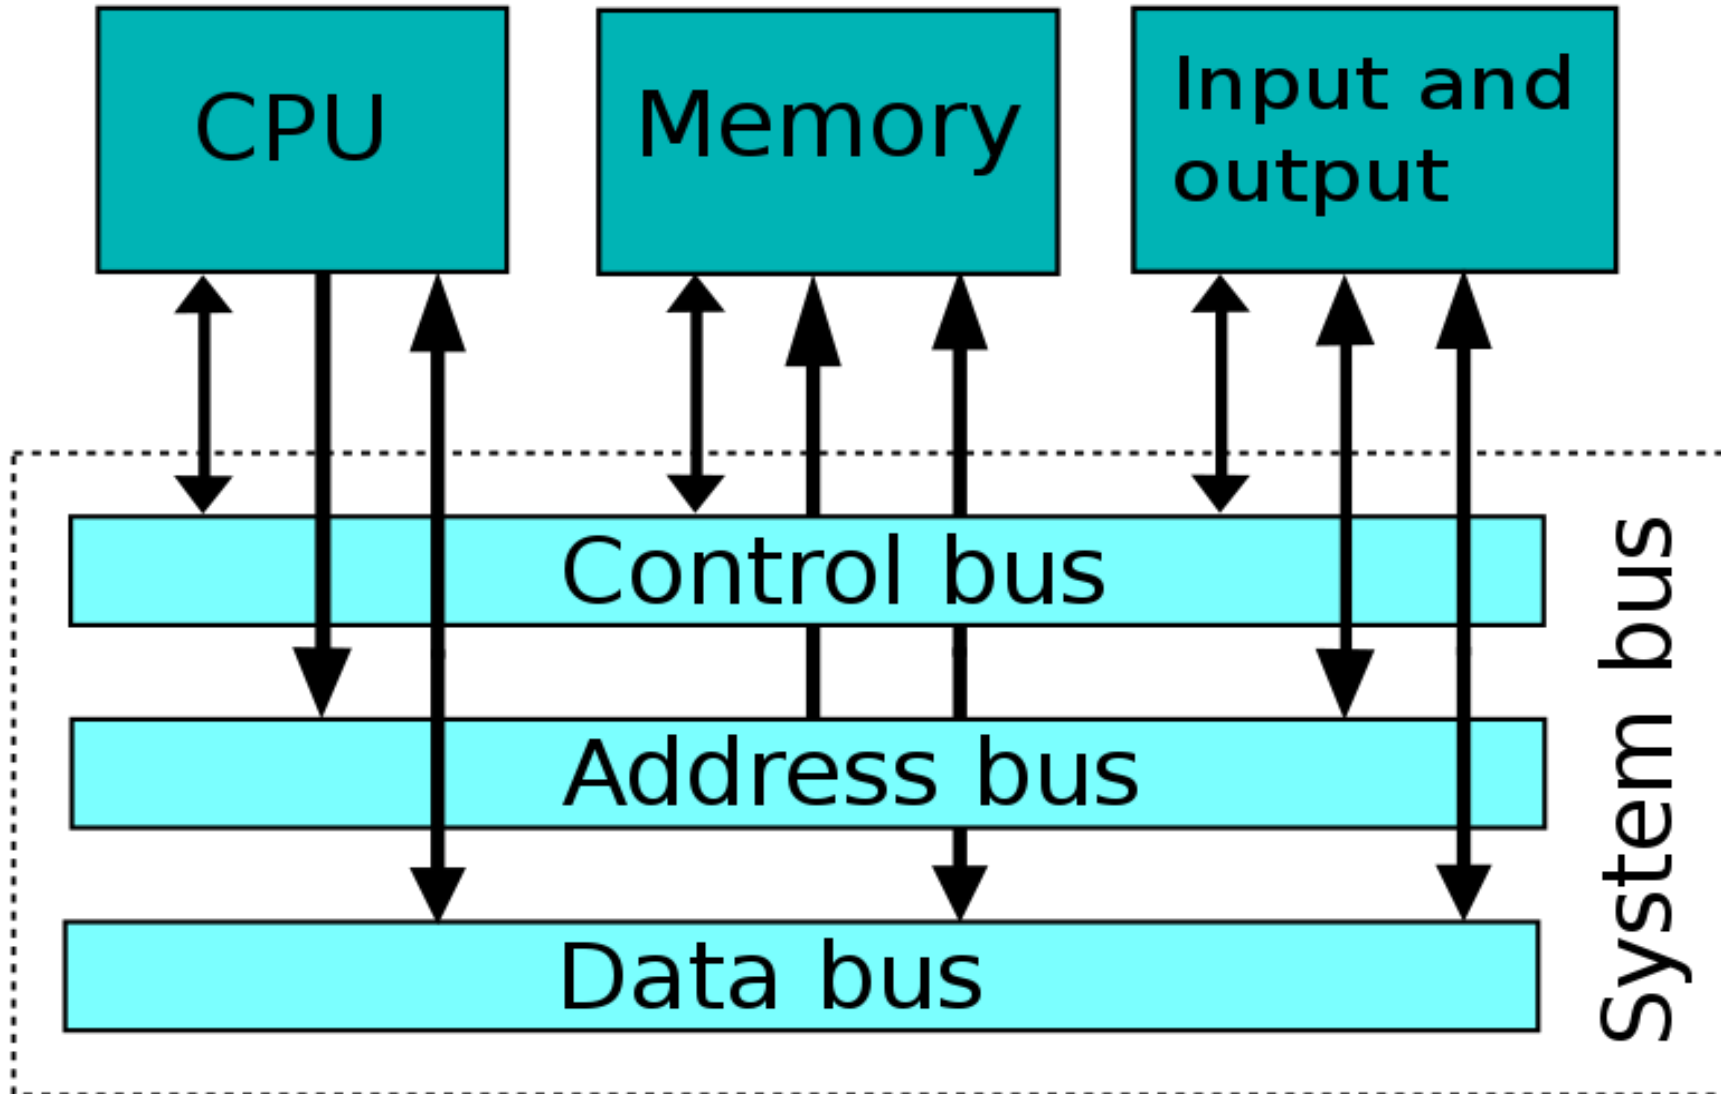 CPU
Memory
Input and
output
Control bus
Address bus
Data bus
System bus